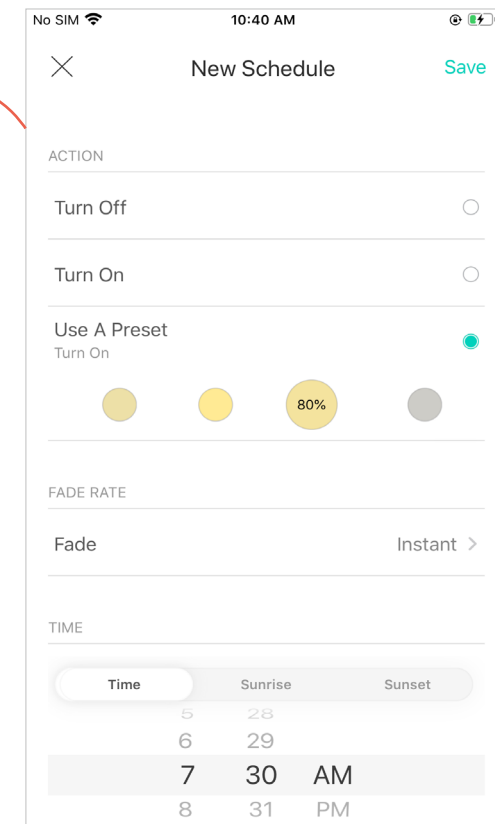 No SIM 10:40 AM
New Schedule Save
ACTION
Turn Off
Turn On
Use A Preset
Turn On
80%
FADE RATE
Fade Instant
TIME
Time Sunrise Sunset
5 28
6 29
7 30 AM
8 31 PM